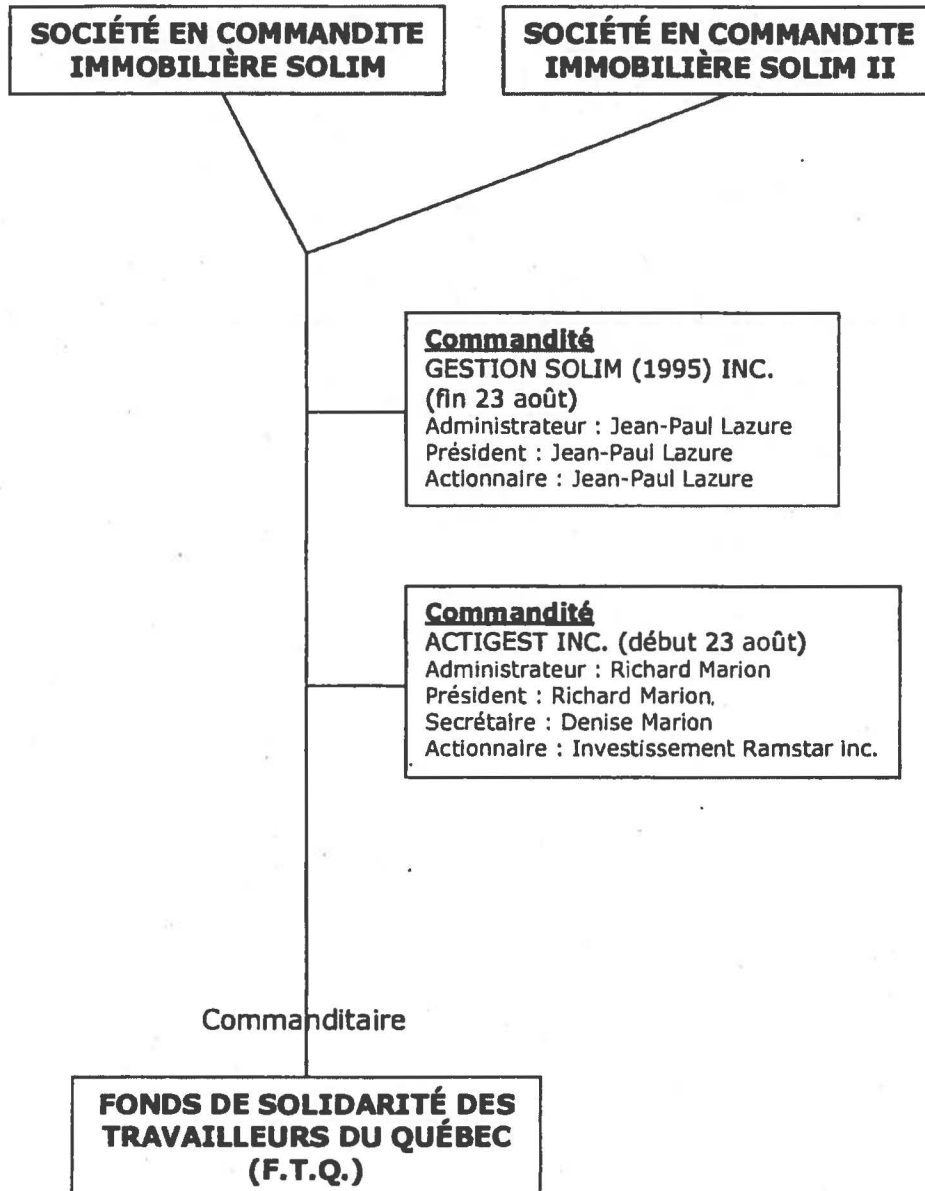 SOCIÉTÉ EN COMMANDITE
IMMOBILIÈRE SOLIM
SOCIÉTÉ EN COMMANDITE
IMMOBILIÈRE SOLIM II
Commandité
GESTION SOLIM (1995) INC.
(fin 23 août)
Administrateur : Jean-Paul Lazure
Président : Jean-Paul Lazure
Actionnaire : Jean-Paul Lazure
Commandité
ACTIGEST INC. (début 23 août)
Administrateur : Richard Marion
Président : Richard Marion
Secrétaire : Denise Marion
Actionnaire : Investissement Ramstar inc.
Commanditaire
FONDS DE SOLIDARITÉ DES
TRAVAILLEURS DU QUÉBEC
(F.T.Q.)